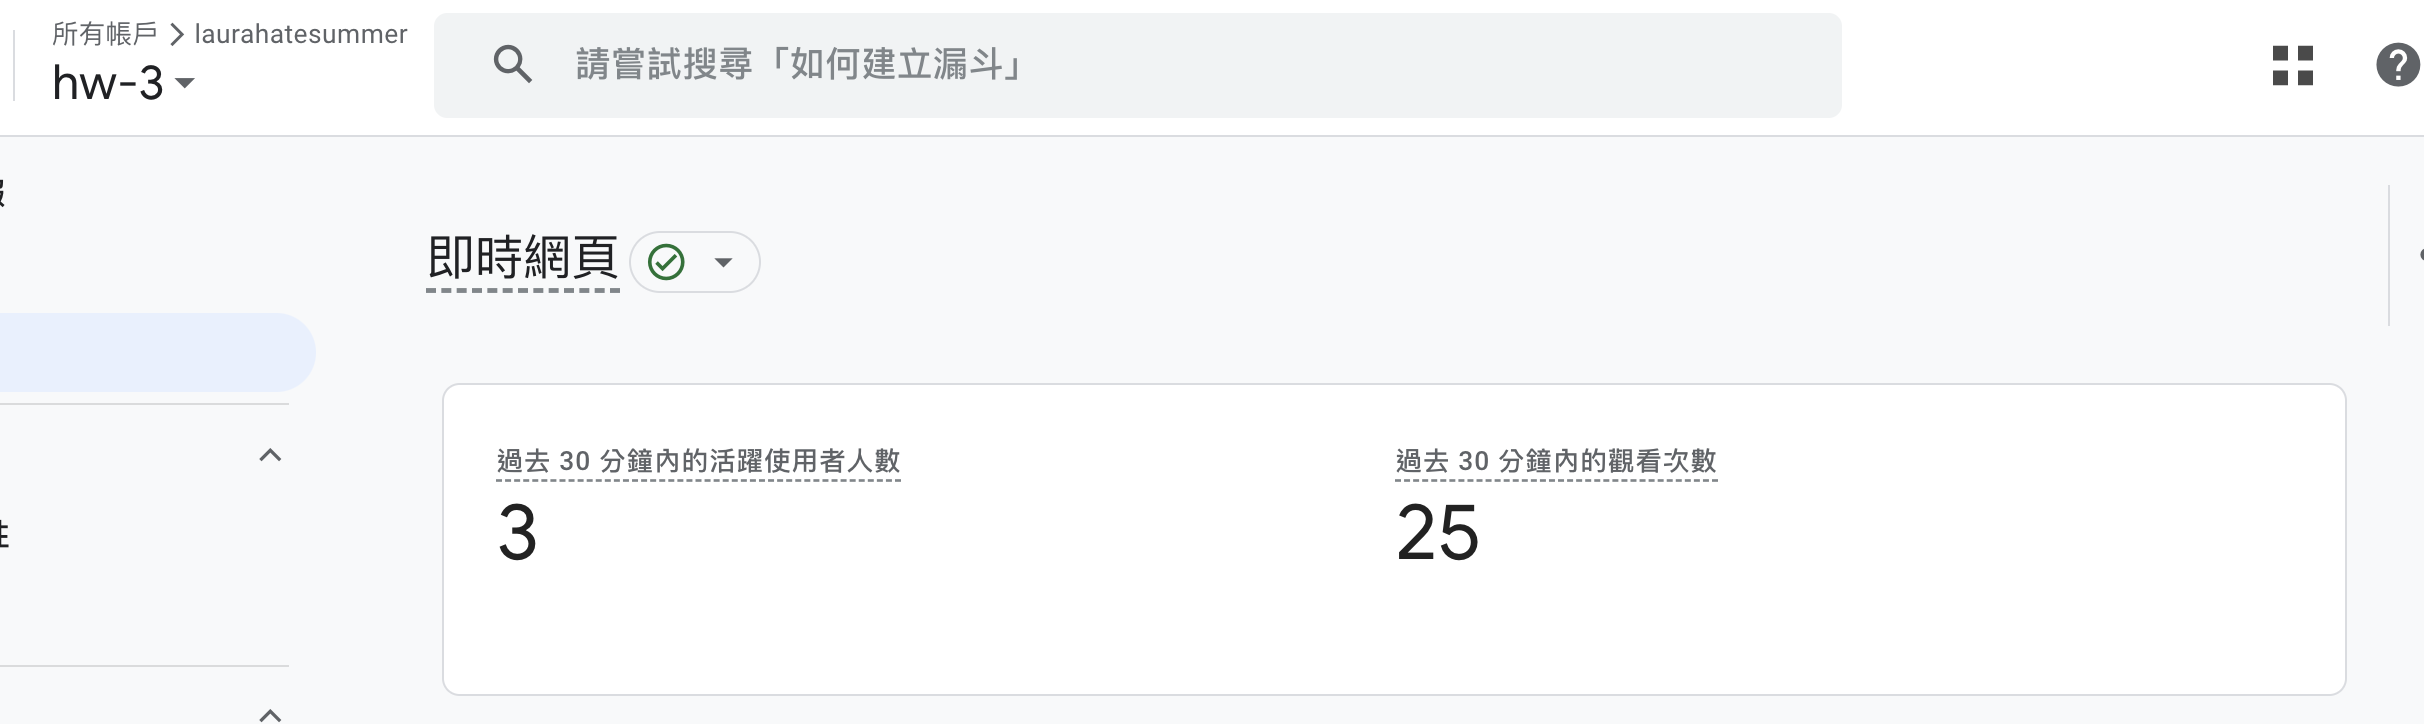 所有帳戶 > laurahatesummer
hw-3
請嘗試搜尋「如何建立漏斗」
即時網頁
過去 30 分鐘內的活躍使用者人數
3
過去 30 分鐘內的觀看次數
25